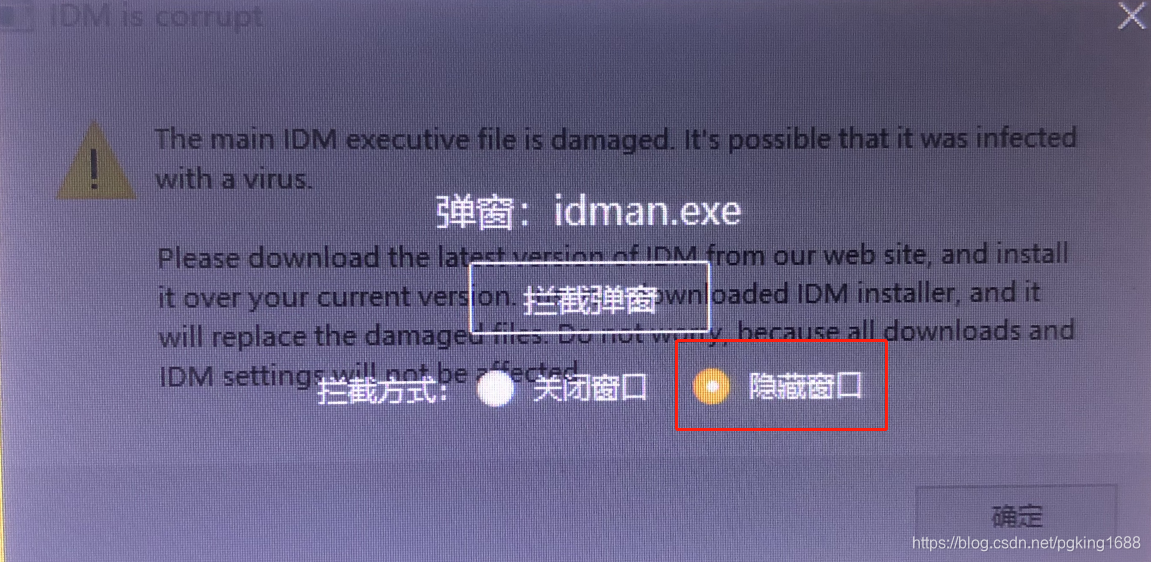 IDM is corrupt
The main IDM executive file is damaged. It's possible that it was infected
with a virus.
弹窗：idman.exe
Please download the latest version of IDM from our web site, and install
拦截弹窗
it over your current version. downloaded IDM installer, and it
will replace the damaged files. Do not worry, because all downloads and
IDM settings will not be affected
拦截方式： 关闭窗口 隐藏窗口
确定
https://blog.csdn.net/pgking1688